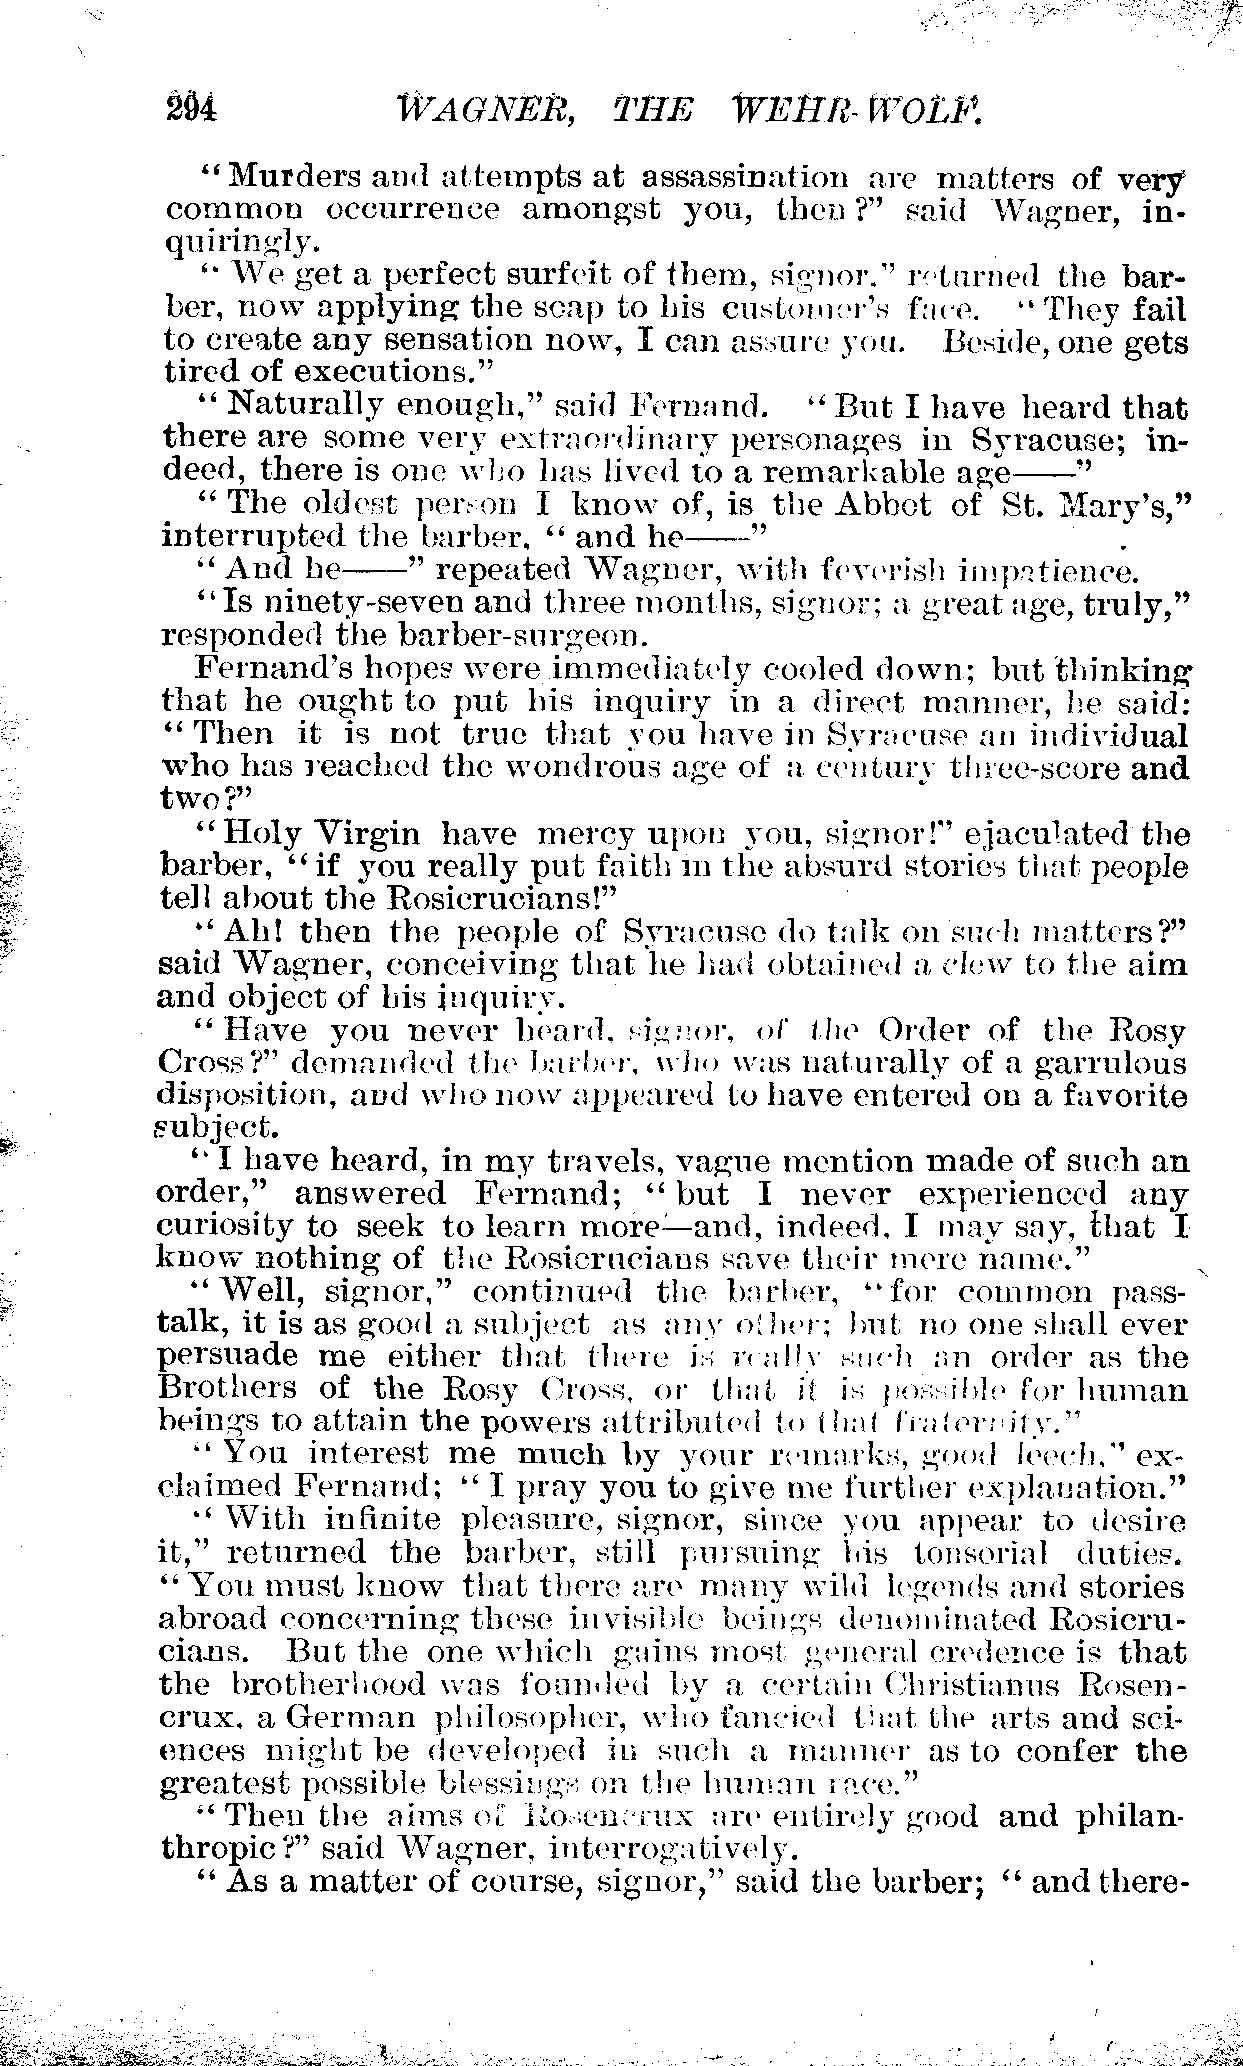 294 WAGNER, THE WEHR-WOLF.
"Murders and attempts at assassination are matters of very
common occurrence amongst you, then?" said Wagner, in-
quiringly.
"We get a perfect surfeit of them, signor." returned the bar-
ber, now applying the soap to his customer's face. "They fail
to create any sensation now, I can assure you. Beside, one gets
tired of executions."
"Naturally enough," said Fernand. "But I have heard that
there are some very extraordinary personages in Syracuse; in-
deed, there is one who has lived to a remarkable age——"
"The oldest person I know of, is the Abbot of St. Mary's,"
interrupted the barber, "and he——"
"And he——" repeated Wagner, with feverish impatience.
"Is ninety-seven and three months, signor; a great age, truly,"
responded the barber-surgeon.
Fernand's hopes were immediately cooled down; but thinking
that he ought to put his inquiry in a direct manner, he said:
"Then it is not true that you have in Syracuse an individual
who has reached the wondrous age of a century three-score and
two?"
"Holy Virgin have mercy upon you, signor!" ejaculated the
barber, "if you really put faith in the absurd stories that people
tell about the Rosicrucians!"
"Ah! then the people of Syracuse do talk on such matters?"
said Wagner, conceiving that he had obtained a clew to the aim
and object of his inquiry.
"Have you never heard, signor, of the Order of the Rosy
Cross?" demanded the barber, who was naturally of a garrulous
disposition, and who now appeared to have entered on a favorite
subject.
"I have heard, in my travels, vague mention made of such an
order," answered Fernand; "but I never experienced any
curiosity to seek to learn more—and, indeed, I may say, that I
know nothing of the Rosicrucians save their mere name."
"Well, signor," continued the barber, "for common pass-
talk, it is as good a subject as any other; but no one shall ever
persuade me either that there is really such an order as the
Brothers of the Rosy Cross, or that it is possible for human
beings to attain the powers attributed to that fraternity."
"You interest me much by your remarks, good leech," ex-
claimed Fernand; "I pray you to give me further explanation."
"With infinite pleasure, signor, since you appear to desire
it," returned the barber, still pursuing his tonsorial duties.
"You must know that there are many wild legends and stories
abroad concerning these invisible beings denominated Rosicru-
cians. But the one which gains most general credence is that
the brotherhood was founded by a certain Christianus Rosen-
crux, a German philosopher, who fancied that the arts and sci-
ences might be developed in such a manner as to confer the
greatest possible blessings on the human race."
"Then the aims of Rosencrux are entirely good and philan-
thropic?" said Wagner, interrogatively.
"As a matter of course, signor," said the barber; "and there-